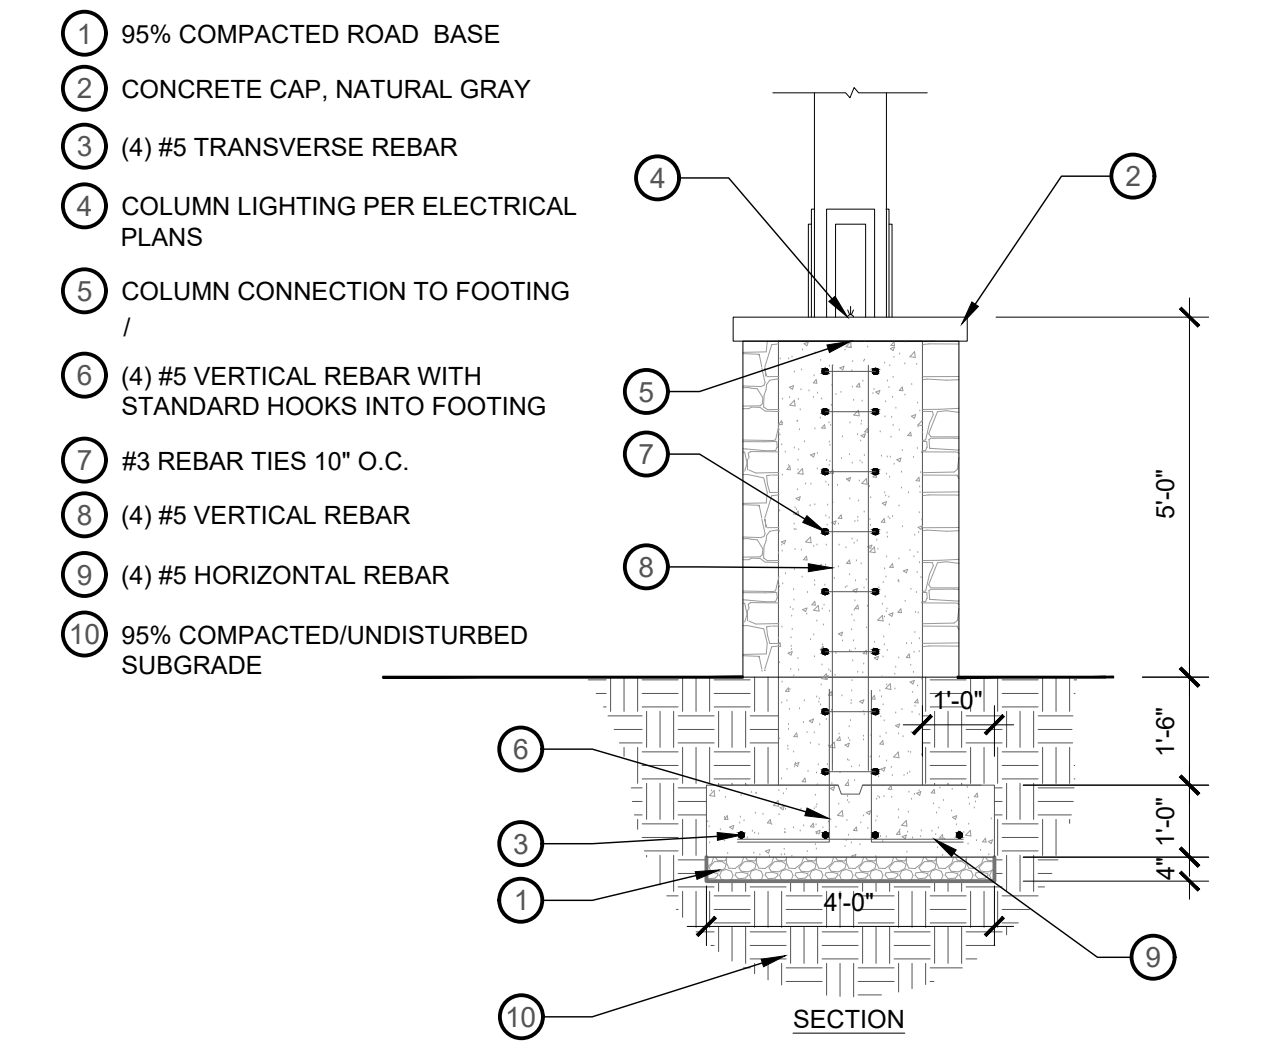 1 95% COMPACTED ROAD BASE
2 CONCRETE CAP, NATURAL GRAY
3 (4) #5 TRANSVERSE REBAR
4 COLUMN LIGHTING PER ELECTRICAL
PLANS
5 COLUMN CONNECTION TO FOOTING
/
6 (4) #5 VERTICAL REBAR WITH
STANDARD HOOKS INTO FOOTING
7 #3 REBAR TIES 10" O.C.
8 (4) #5 VERTICAL REBAR
9 (4) #5 HORIZONTAL REBAR
10 95% COMPACTED/UNDISTURBED
SUBGRADE
4
2
5
7
8
6
3
1
10
9
5'-0"
1'-0"
1'-6"
1'-0"
4"
4'-0"
SECTION